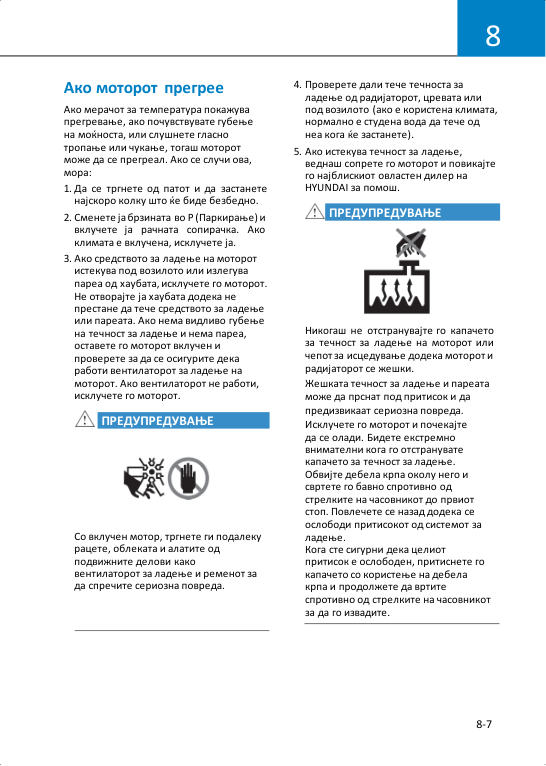 8
Ако моторот прегрее
Ако мерачот за температура покажува
прегревање, ако почувствувате губење
на моќноста, или слушнете гласно
тропање или чукање, тогаш моторот
може да се прегреал. Ако се случи ова,
мора:
1. Да се тргнете од патот и да застанете
најскоро колку што ќе биде безбедно.
2. Сменете ја брзината во P (Паркирање) и
вклучете ја рачната сопирачка. Ако
климата е вклучена, исклучете ја.
3. Ако средството за ладење на моторот
истекува под возилото или излегува
пареа од хаубата, исклучете го моторот.
Не отворајте ја хаубата додека не
престане да тече средството за ладење
или пареата. Ако нема видливо губење
на течност за ладење и нема пареа,
оставете го моторот вклучен и
проверете за да се осигурите дека
работи вентилаторот за ладење на
моторот. Ако вентилаторот не работи,
исклучете го моторот.
ПРЕДУПРЕДУВАЊЕ
Со вклучен мотор, тргнете ги подалеку
рацете, облеката и алатите од
подвижните делови како
вентилаторот за ладење и ременот за
да спречите сериозна повреда.
4. Проверете дали тече течноста за
ладење од радијаторот, цревата или
под возилото (ако е користена климата,
нормално е студена вода да тече од
неа кога ќе застанете).
5. Ако истекува течност за ладење,
веднаш сопрете го моторот и повикајте
го најблискиот овластен дилер на
HYUNDAI за помош.
ПРЕДУПРЕДУВАЊЕ
Никогаш не отстранувајте го капачето
за течност за ладење на моторот или
чепот за исцедување додека моторот и
радијаторот се жешки.
Жешката течност за ладење и пареата
може да прснат под притисок и да
предизвикаат сериозна повреда.
Исклучете го моторот и почекајте
да се олади. Бидете екстремно
внимателни кога го отстранувате
капачето за течност за ладење.
Обвијте дебела крпа околу него и
свртете го бавно спротивно од
стрелките на часовникот до првиот
стоп. Повлечете се назад додека се
ослободи притисокот од системот за
ладење.
Кога сте сигурни дека целиот
притисок е ослободен, притиснете го
капачето со користење на дебела
крпа и продолжете да вртите
спротивно од стрелките на часовникот
за да го извадите.
8-7